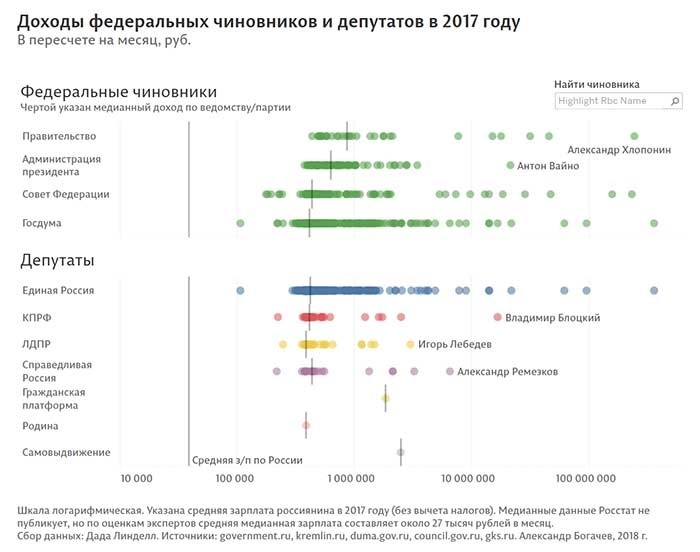 Доходы федеральных чиновников и депутатов в 2017 году
В пересчете на месяц, руб.
Федеральные чиновники
Чертой указан медианный доход по ведомству/партии
Найти чиновника
Highlight Rbc Name
Правительство
Александр Хлопонин
Администрация
президента
Антон Вайно
Совет Федерации
Госдума
Депутаты
Единая Россия
КПРФ
Владимир Блоцкий
ЛДПР
Игорь Лебедев
Справедливая
Россия
Александр Ремезков
Гражданская
платформа
Родина
Самовыдвижение
Средняя з/п по России
10 000
100 000
1 000 000
10 000 000
100 000 000
Шкала логарифмическая. Указана средняя зарплата россиянина в 2017 году (без вычета налогов). Медианные данные Росстат не
публикует, но по оценкам экспертов средняя медианная зарплата составляет около 27 тысяч рублей в месяц.
Сбор данных: Дада Линделл. Источники: government.ru, kremlin.ru, duma.gov.ru, council.gov.ru, gks.ru. Александр Богачев, 2018 г.